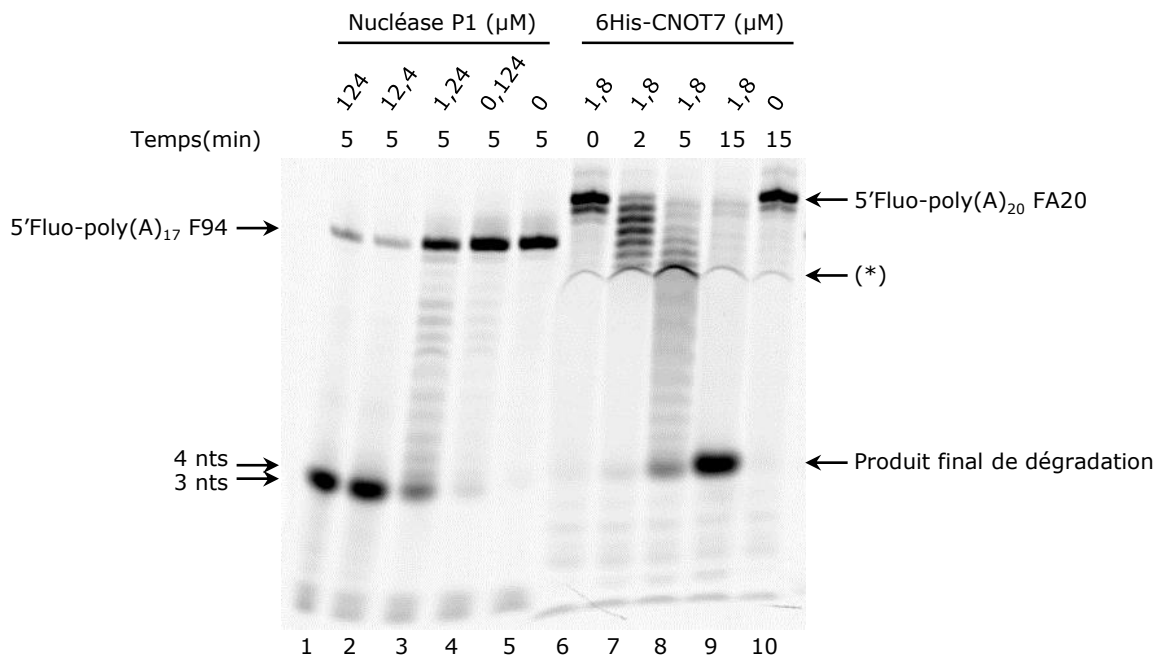 Nucléase P1 (µM) 6His-CNOT7 (µM)
124 12,4 1,24 0,124 0 1,8 1,8 1,8 1,8 0
Temps(min) 5 5 5 5 5 0 2 5 15 15
5'Fluo-poly(A)17 F94
5'Fluo-poly(A)20 FA20
(*)
4 nts
3 nts
Produit final de dégradation
1 2 3 4 5 6 7 8 9 10